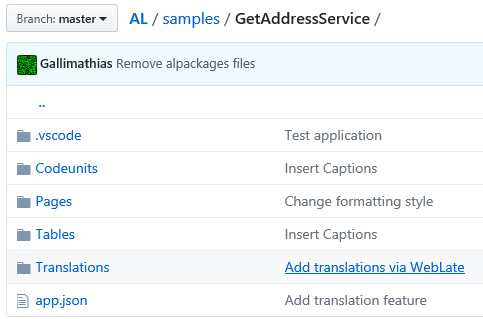 Branch: master AL / samples / GetAddressService /
Gallimathias Remove alpackages files
..
.vscode Test application
Codeunits Insert Captions
Pages Change formatting style
Tables Insert Captions
Translations Add translations via WebLate
app.json Add translation feature